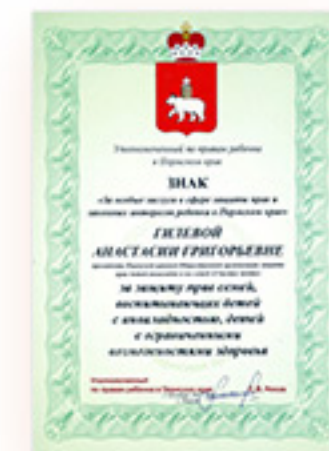 Уполномоченный по правам ребенка
в Пермском крае
ЗНАК
«За особые заслуги в сфере защиты прав и
законных интересов ребенка в Пермском крае»
ГИЛЕВОЙ
АНАСТАСИИ ГРИГОРЬЕВНЕ
за защиту прав семей,
воспитывающих детей
с инвалидностью, детей
с ограниченными
возможностями здоровья
Уполномоченный
по правам ребенка в Пермском крае